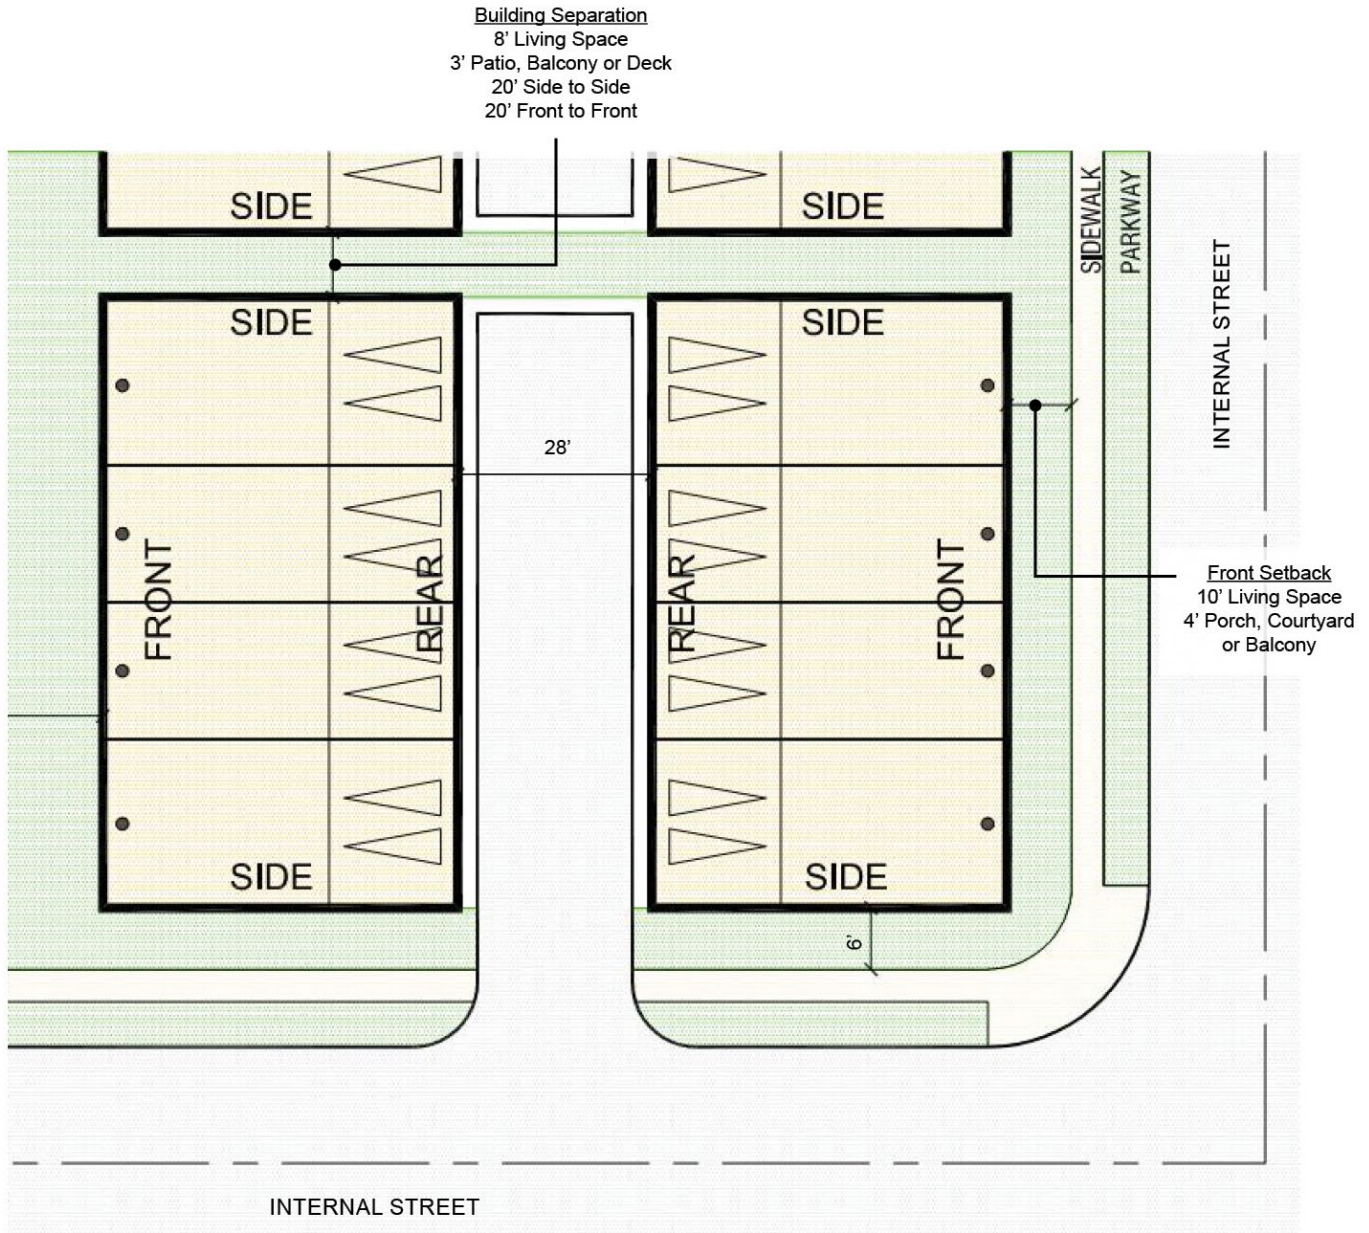 Building Separation
8’ Living Space
3’ Patio, Balcony or Deck
20’ Side to Side
20’ Front to Front
SIDE
SIDE
SIDEWALK
PARKWAY
INTERNAL STREET
SIDE
SIDE
28’
FRONT
REAR
REAR
FRONT
Front Setback
10’ Living Space
4’ Porch, Courtyard
or Balcony
SIDE
SIDE
6’
INTERNAL STREET